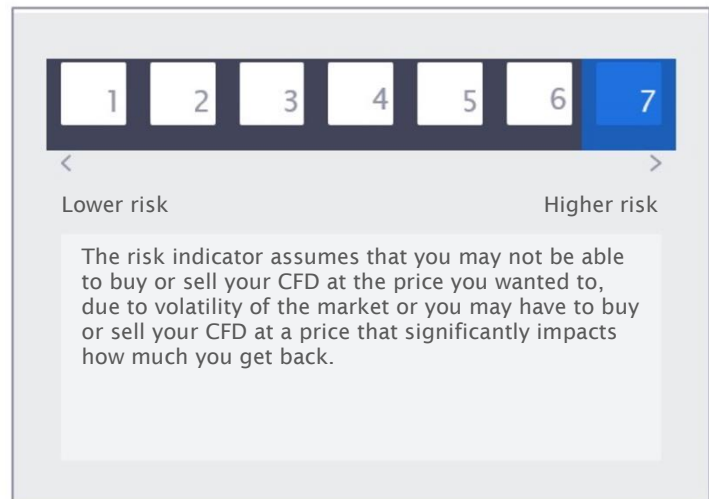 1 2 3 4 5 6 7
< >
Lower risk Higher risk
The risk indicator assumes that you may not be able
to buy or sell your CFD at the price you wanted to,
due to volatility of the market or you may have to buy
or sell your CFD at a price that significantly impacts
how much you get back.